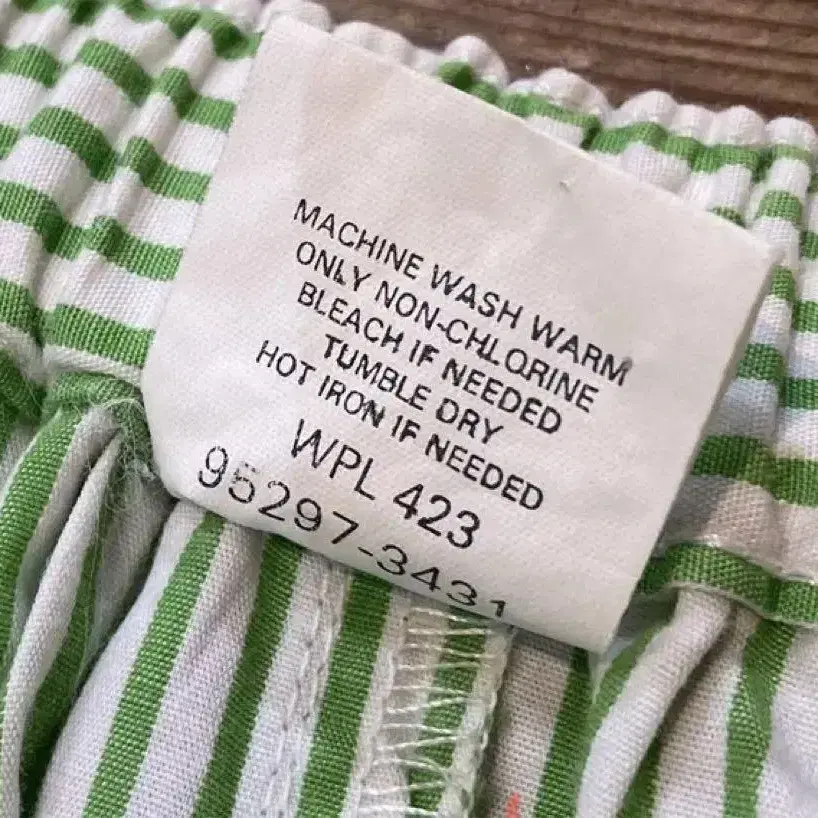 MACHINE WASH WARM
ONLY NON-CHLORINE
BLEACH IF NEEDED
TUMBLE DRY
HOT IRON IF NEEDED
WPL 423
95297-3431